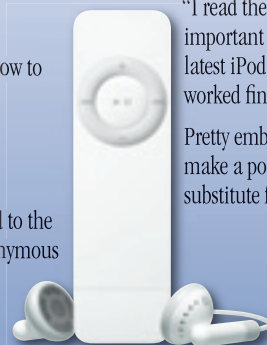 ow to
d to the
nymous
“I read the
important
latest iPod
worked fin
Pretty emb
make a po
substitute f